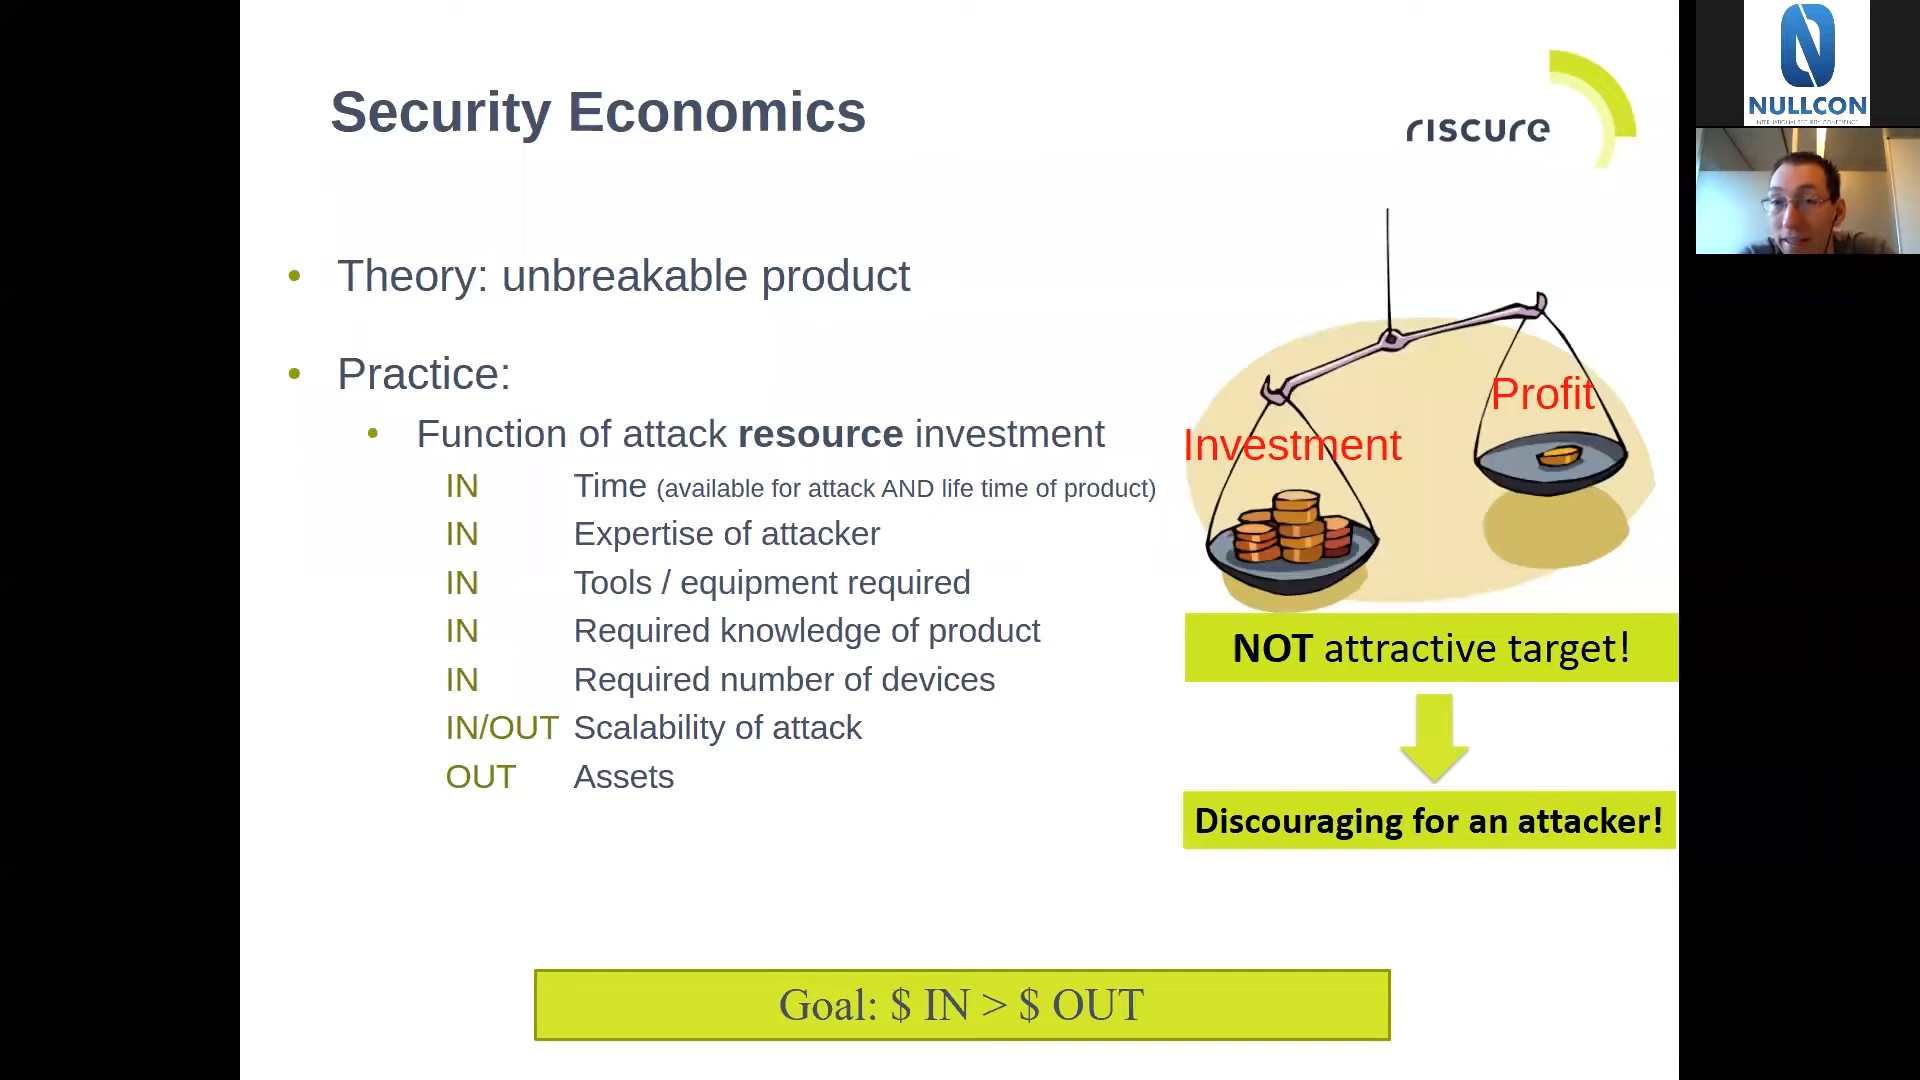 Security Economics
riscure
NULLCON
INTERNATIONAL SECURITY CONFERENCE
• Theory: unbreakable product
• Practice:
• Function of attack resource investment
IN Time (available for attack AND life time of product)
IN Expertise of attacker
IN Tools / equipment required
IN Required knowledge of product
IN Required number of devices
IN/OUT Scalability of attack
OUT Assets
Profit
Investment
NOT attractive target!
Discouraging for an attacker!
Goal: $ IN > $ OUT